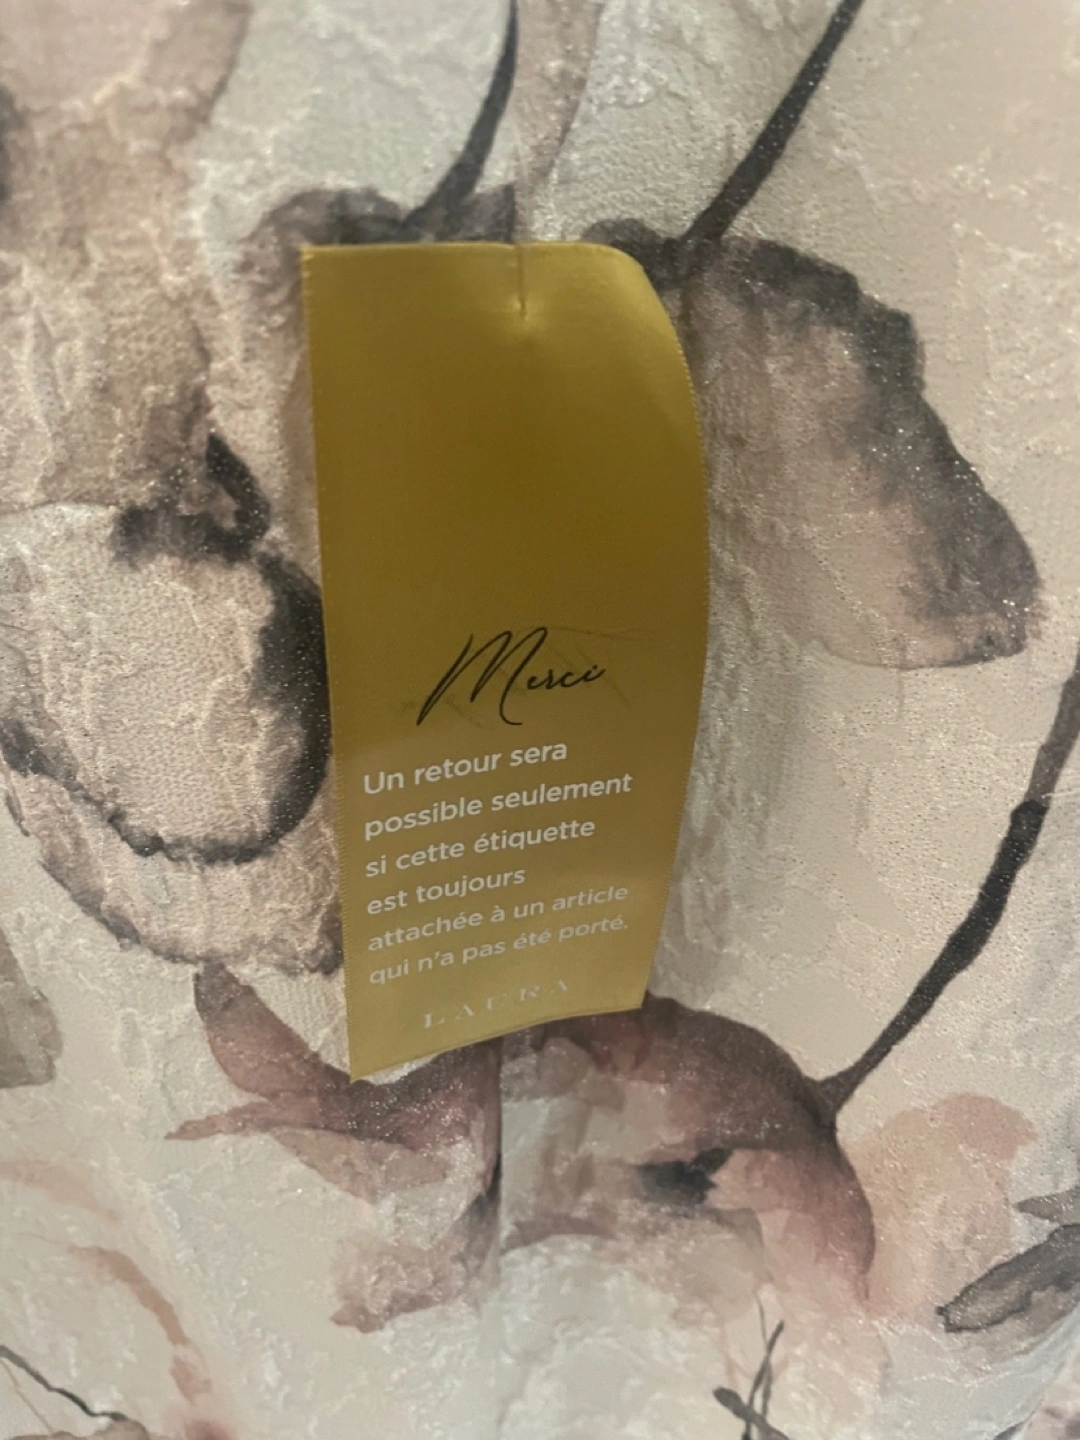 Merci
Un retour sera
possible seulement
si cette étiquette
est toujours
attachée à un article
qui n'a pas été porté.
LAURA